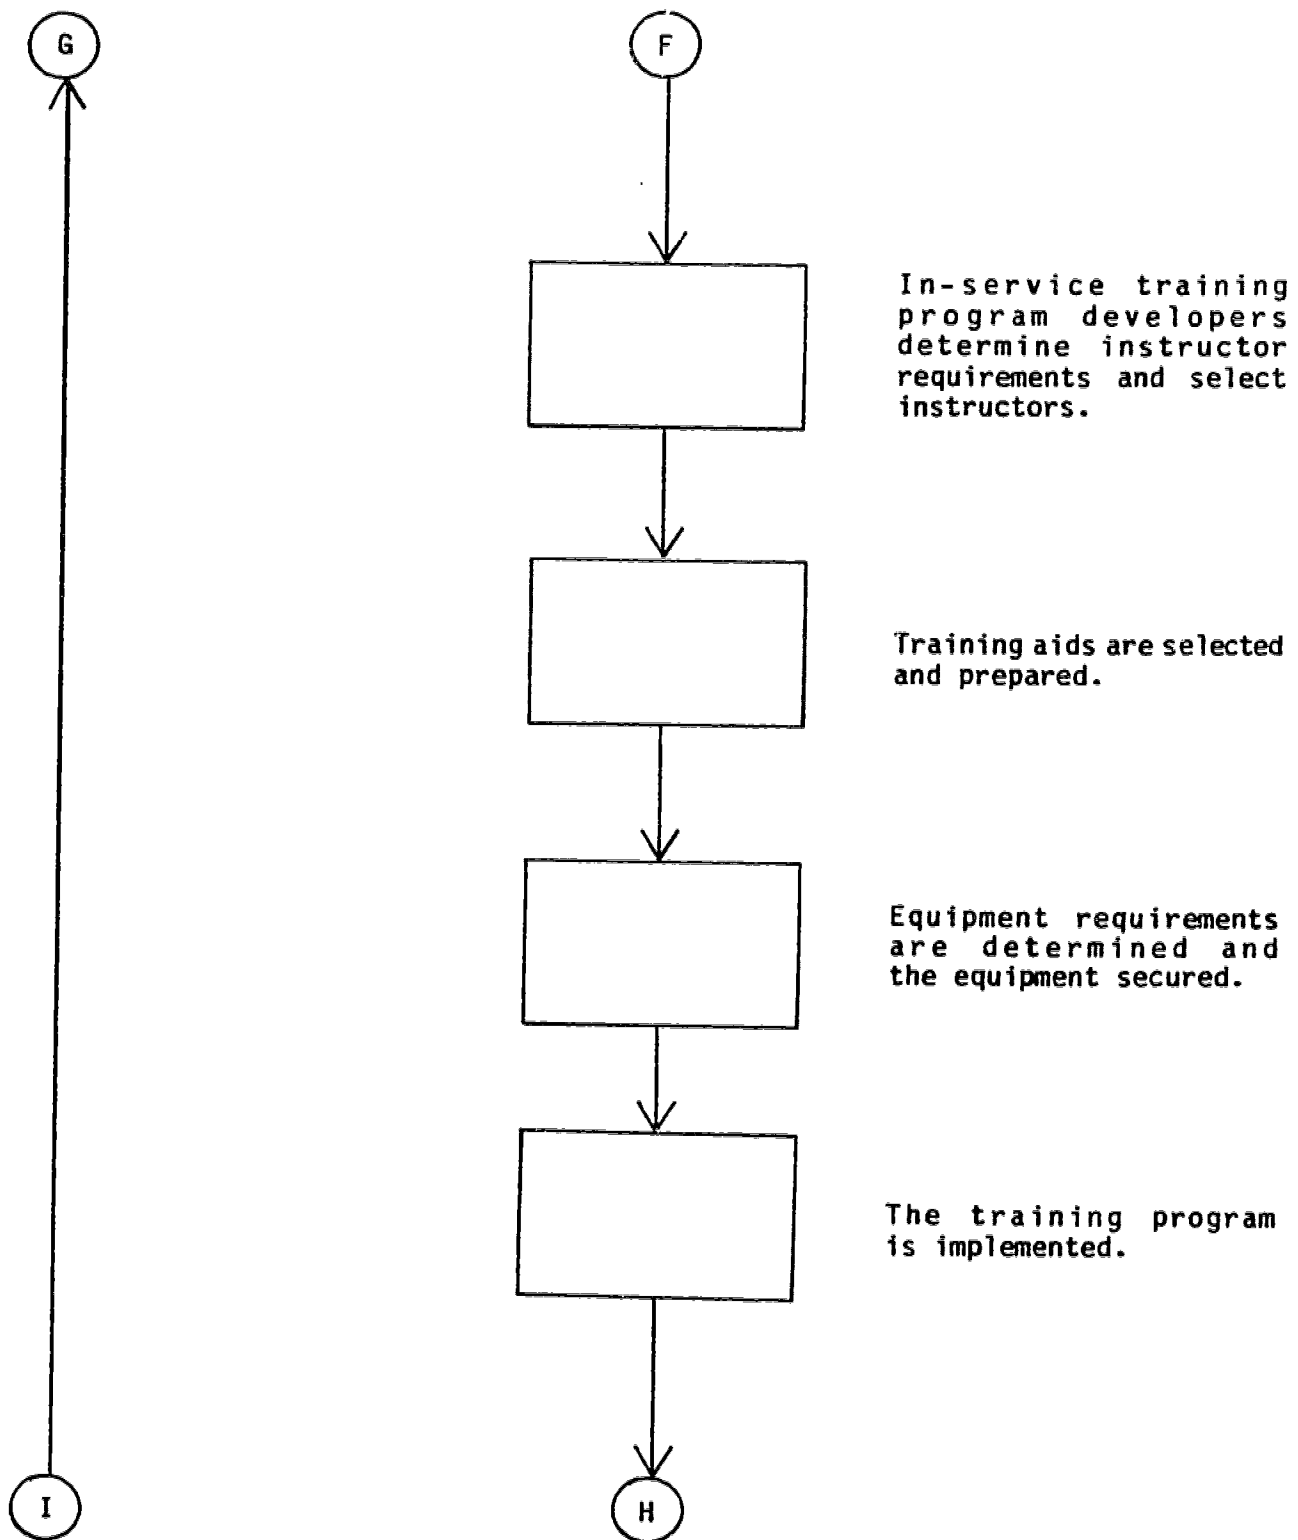 G
F
In-service training
program developers
determine instructor
requirements and select
instructors.
Training aids are selected
and prepared.
Equipment requirements
are determined and
the equipment secured.
The training program
is implemented.
I
H